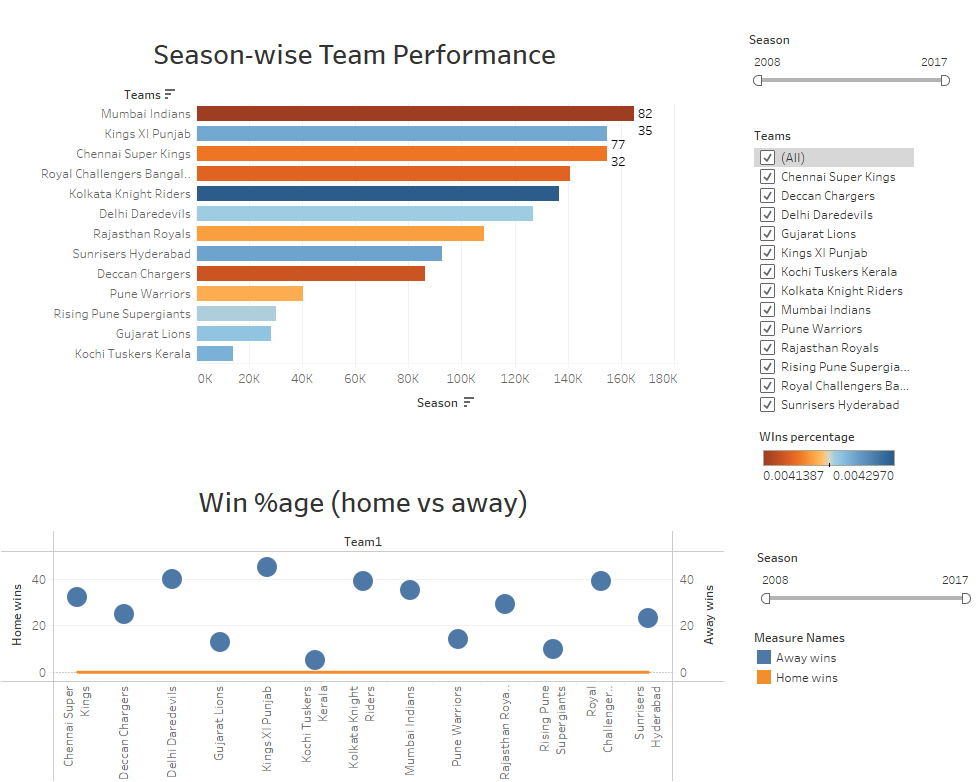 Season-wise Team Performance
Teams
Mumbai Indians
82
Kings XI Punjab
35
77
Chennai Super Kings
32
Royal Challengers Bangal..
Kolkata Knight Riders
Delhi Daredevils
Rajasthan Royals
Sunrisers Hyderabad
Deccan Chargers
Pune Warriors
Rising Pune Supergiants
Gujarat Lions
Kochi Tuskers Kerala
0K 20K 40K 60K 80K 100K 120K 140K 160K 180K
Season
Season
2008 2017
Teams
(All)
Chennai Super Kings
Deccan Chargers
Delhi Daredevils
Gujarat Lions
Kings XI Punjab
Kochi Tuskers Kerala
Kolkata Knight Riders
Mumbai Indians
Pune Warriors
Rajasthan Royals
Rising Pune Supergia...
Royal Challengers Ba...
Sunrisers Hyderabad
WIns percentage
0.0041387 0.0042970
Win %age (home vs away)
Team1
Home wins
40
20
0
40
20
0
Away wins
Chennai Super
Kings
Deccan Chargers
Delhi Daredevils
Gujarat Lions
Kings XI Punjab
Kochi Tuskers
Kerala
Kolkata Knight
Riders
Mumbai Indians
Pune Warriors
Rajasthan Roya..
Rising Pune
Supergiants
Royal
Challenger..
Sunrisers
Hyderabad
Season
2008 2017
Measure Names
Away wins
Home wins